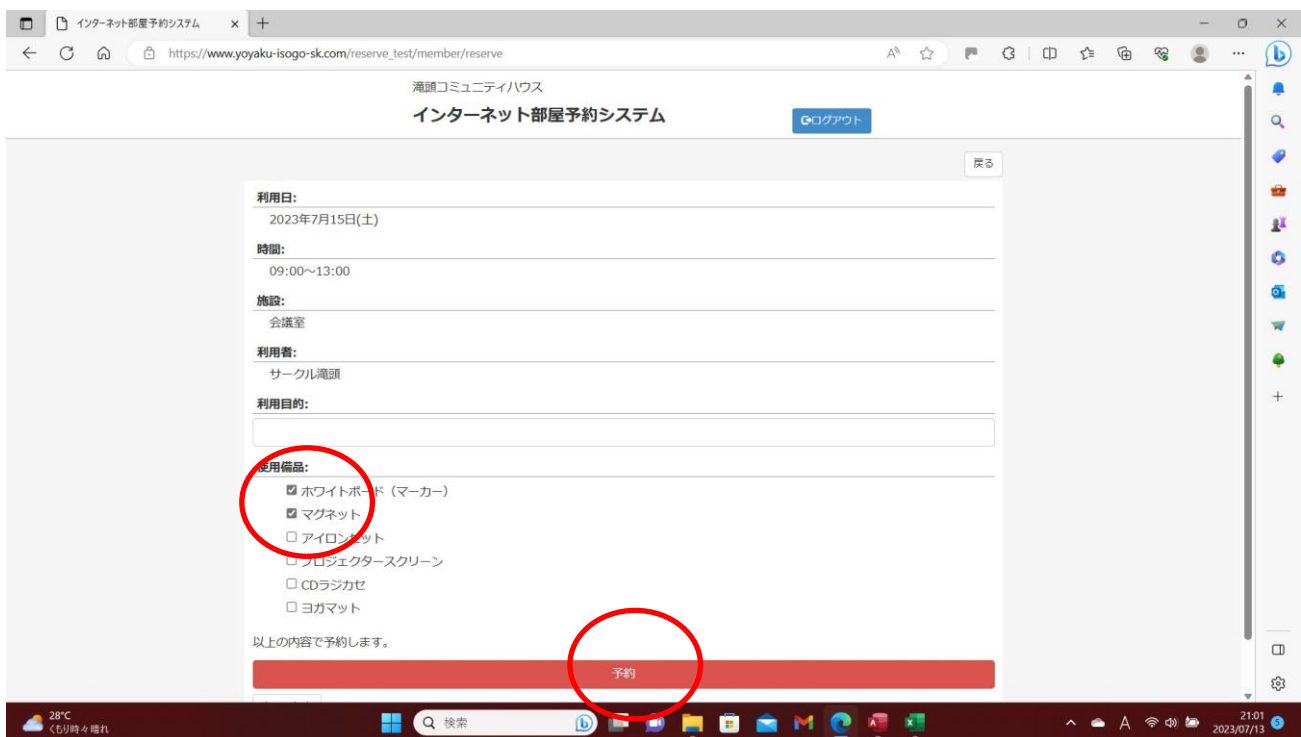 インターネット部屋予約システム
https://www.yoyaku-isogo-sk.com/reserve_test/member/reserve
滝頭コミュニティハウス
インターネット部屋予約システム
ログアウト
戻る
利用日:
2023年7月15日(土)
時間:
09:00～13:00
施設:
会議室
利用者:
サークル滝頭
利用目的:
使用備品:
ホワイトボード（マーカー）
マグネット
アイロンセット
プロジェクタースクリーン
CDラジカセ
ヨガマット
以上の内容で予約します。
予約
28°C
くもり時々晴れ
検索
A
21:01
2023/07/13
5